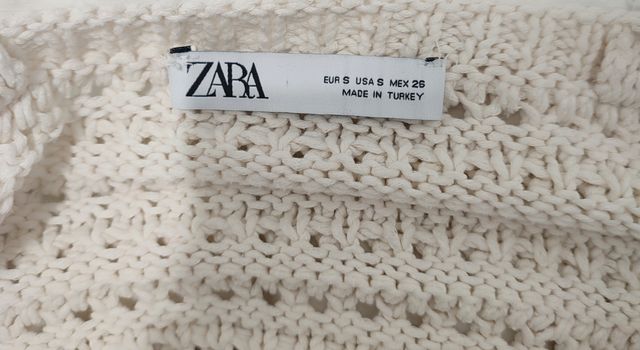 ZARA
EUR S USA S MEX 26
MADE IN TURKEY